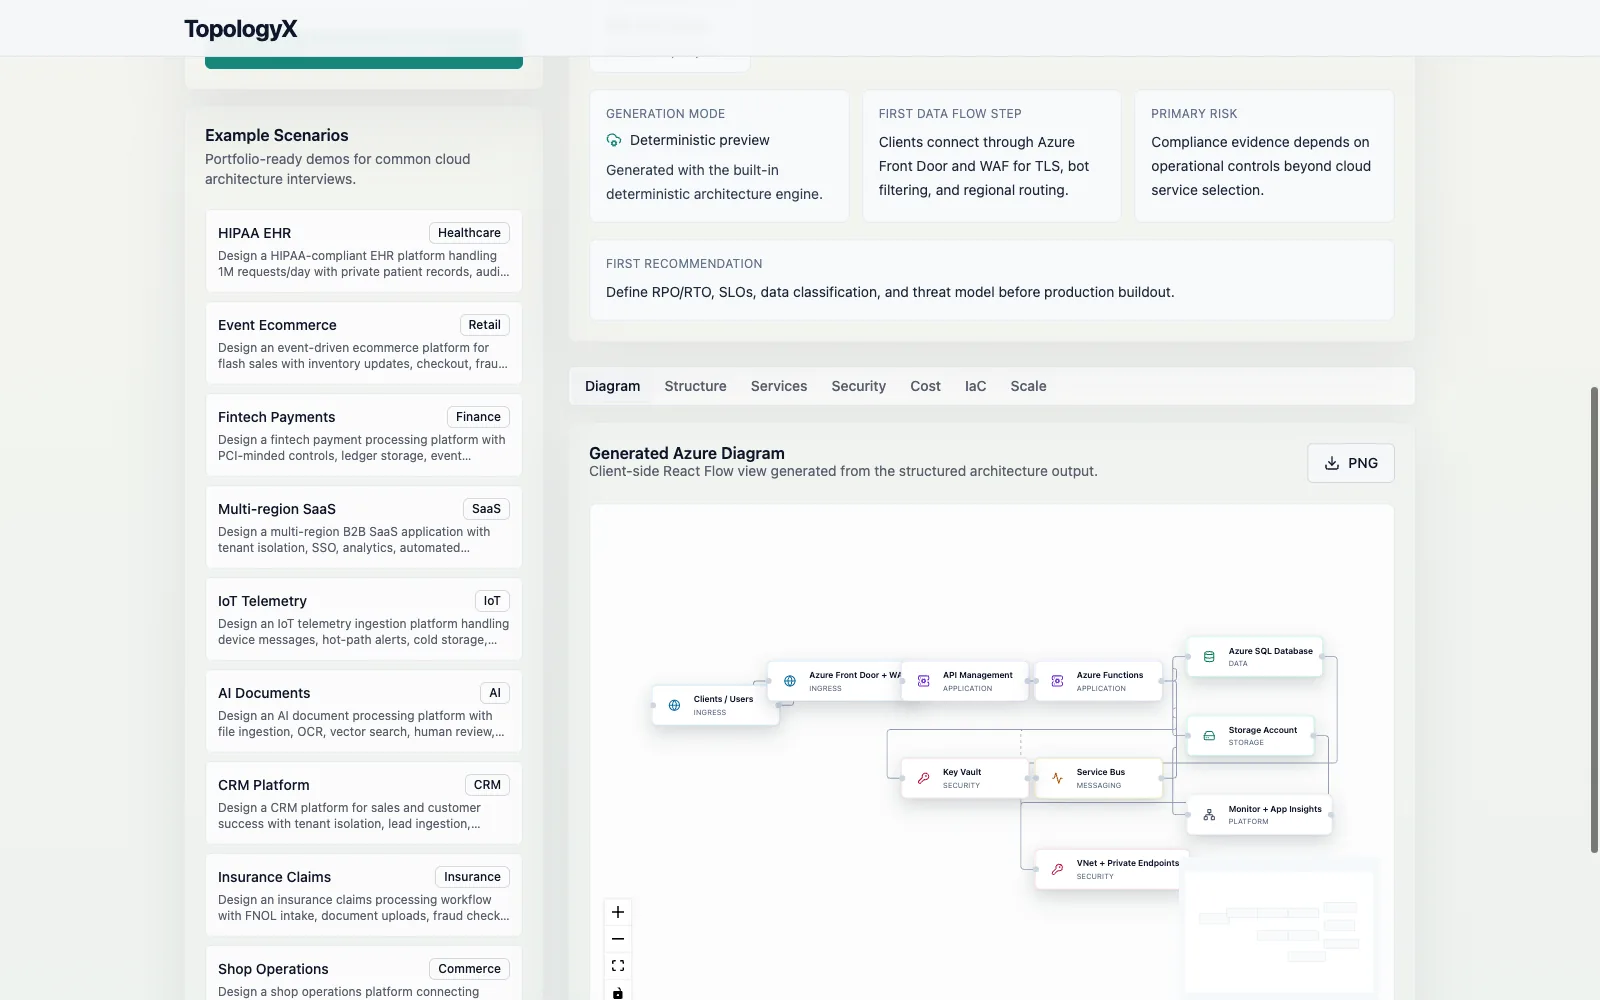 TopologyX
Example Scenarios
Portfolio-ready demos for common cloud
architecture interviews.
HIPAA EHR
Healthcare
Design a HIPAA-compliant EHR platform handling
1M requests/day with private patient records, audi...
Event Ecommerce
Retail
Design an event-driven ecommerce platform for
flash sales with inventory updates, checkout, frau...
Fintech Payments
Finance
Design a fintech payment processing platform with
PCI-minded controls, ledger storage, event...
Multi-region SaaS
SaaS
Design a multi-region B2B SaaS application with
tenant isolation, SSO, analytics, automated...
IoT Telemetry
IoT
Design an IoT telemetry ingestion platform handling
device messages, hot-path alerts, cold storage,...
AI Documents
AI
Design an AI document processing platform with
file ingestion, OCR, vector search, human review,...
CRM Platform
CRM
Design a CRM platform for sales and customer
success with tenant isolation, lead ingestion,...
Insurance Claims
Insurance
Design an insurance claims processing workflow
with FNOL intake, document uploads, fraud check...
Shop Operations
Commerce
Design a shop operations platform connecting
GENERATION MODE
Deterministic preview
Generated with the built-in
deterministic architecture engine.
FIRST DATA FLOW STEP
Clients connect through Azure
Front Door and WAF for TLS, bot
filtering, and regional routing.
PRIMARY RISK
Compliance evidence depends on
operational controls beyond cloud
service selection.
FIRST RECOMMENDATION
Define RPO/RTO, SLOs, data classification, and threat model before production buildout.
Diagram
Structure
Services
Security
Cost
IaC
Scale
Generated Azure Diagram
Client-side React Flow view generated from the structured architecture output.
PNG
Clients / Users
INGRESS
Azure Front Door + WA
INGRESS
API Management
APPLICATION
Azure Functions
APPLICATION
Azure SQL Database
DATA
Storage Account
STORAGE
Key Vault
SECURITY
Service Bus
MESSAGING
Monitor + App Insights
PLATFORM
VNet + Private Endpoints
SECURITY